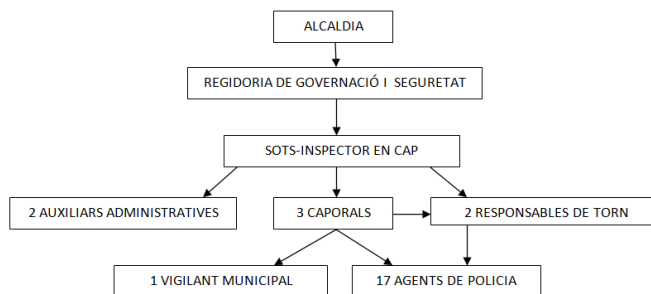 ALCALDIA
REGIDORIA DE GOVERNACIÓ I SEGURETAT
SOTS-INSPECTOR EN CAP
2 AUXILIARS ADMINISTRATIVES
3 CAPORALS
2 RESPONSABLES DE TORN
1 VIGILANT MUNICIPAL
17 AGENTS DE POLICIA